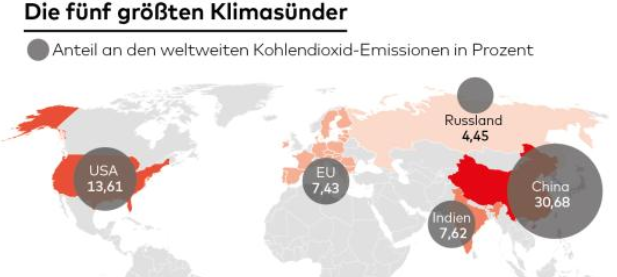 Die fünf größten Klimasünder
Anteil an den weltweiten Kohlendioxid-Emissionen in Prozent
Russland
4,45
USA
13,61
EU
7,43
China
30,68
Indien
7,62